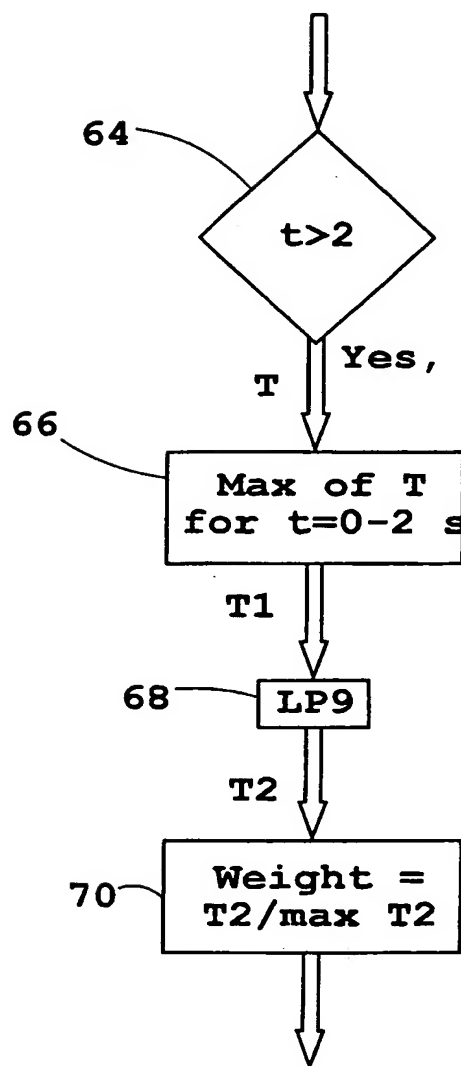 64
t>2
Yes,
T
66
Max of T
for t=0-2 s
T1
68
LP9
T2
70
Weight =
T2/max T2